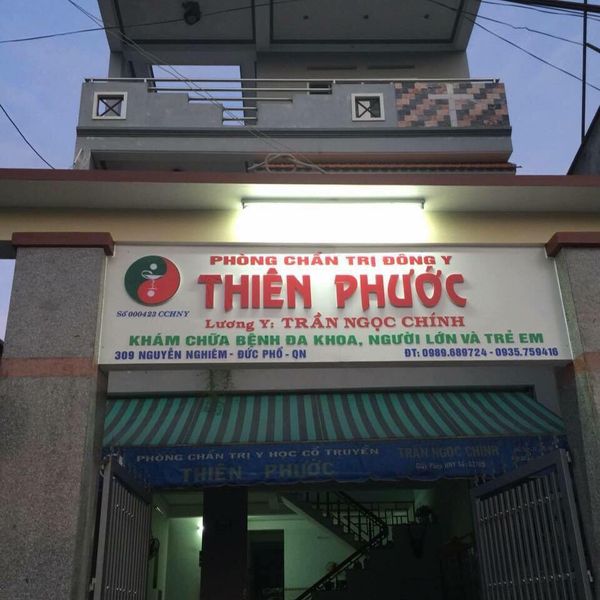 PHÒNG CHẨN TRỊ ĐÔNG Y
THIÊN PHƯỚC
Số 000423 CCHNY
Lương Y: TRẦN NGỌC CHÍNH
KHÁM CHỮA BỆNH ĐA KHOA, NGƯỜI LỚN VÀ TRẺ EM
309 NGUYỄN NGHIÊM - ĐỨC PHỔ - QN
ĐT: 0989.689724 - 0935.759416
PHÒNG CHẨN TRỊ Y HỌC CỔ TRUYỀN
TRẦN NGỌC CHÍNH
THIÊN - PHƯỚC